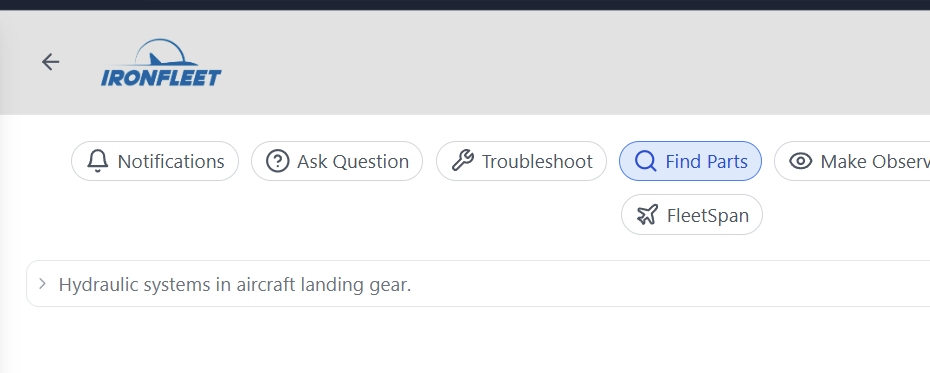 IRONFLEET
Notifications Ask Question Troubleshoot Find Parts Make Observ
FleetSpan
Hydraulic systems in aircraft landing gear.